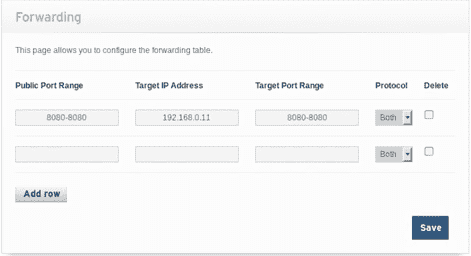 Forwarding
This page allows you to configure the forwarding table.
Public Port Range Target IP Address Target Port Range Protocol Delete
8080-8080 192.168.0.11 8080-8080 Both
Both
Add row
Save